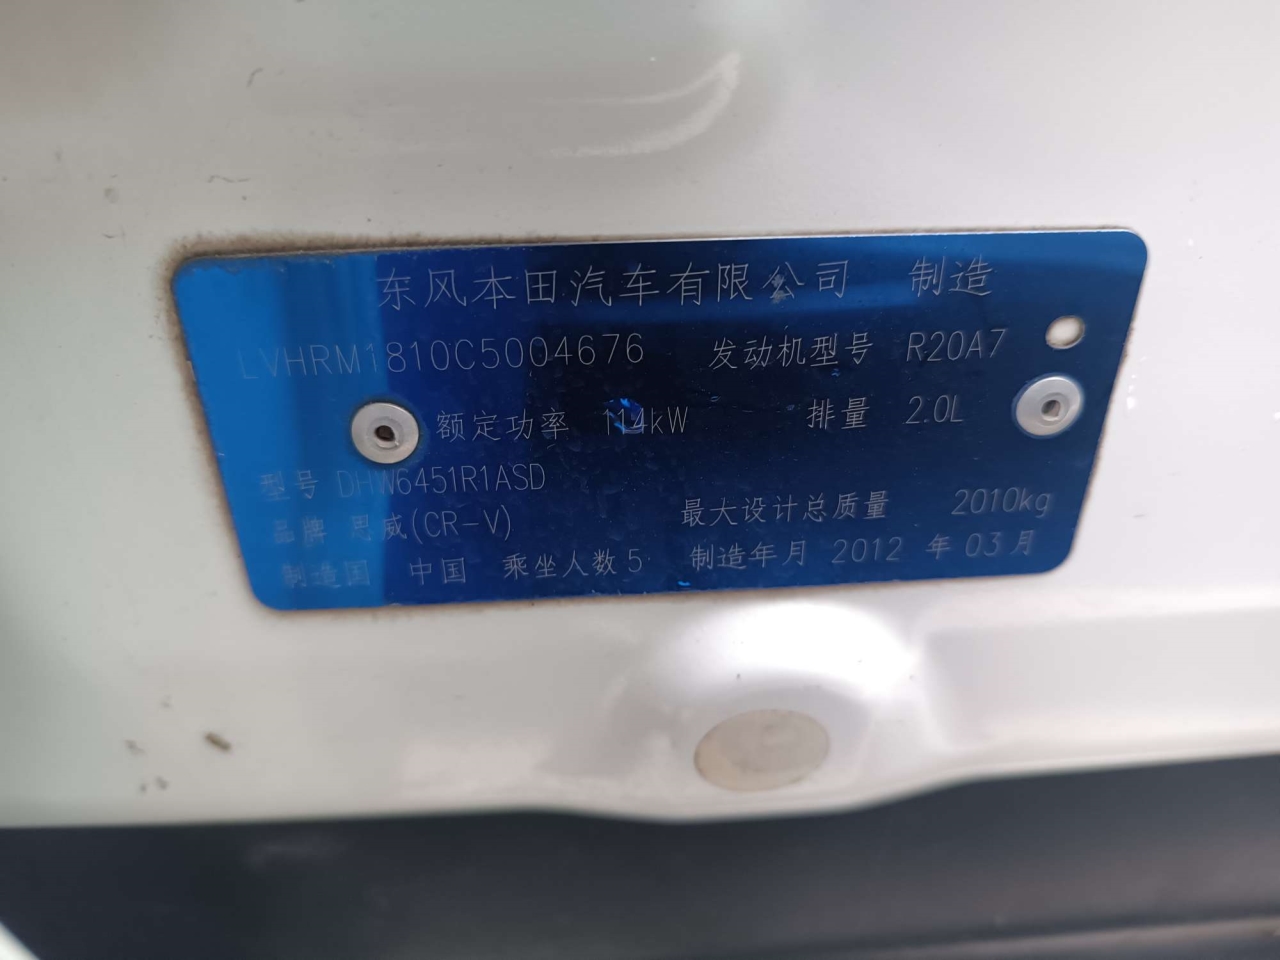 东风本田汽车有限公司 制造
LVHRM1810C5004676 发动机型号 R20A7
额定功率 114kW 排量 2.0L
型号 DHW6451R1ASD
品牌 思威(CR-V) 最大设计总质量 2010kg
制造国 中国 乘坐人数 5 制造年月 2012 年 03 月